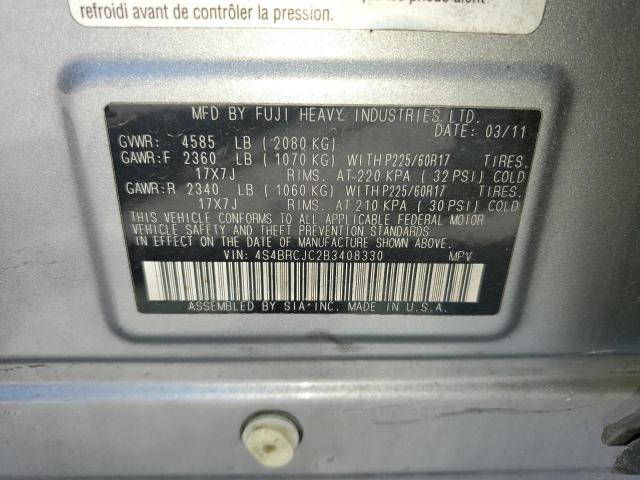 refroidi avant de contrôler la pression.
MFD BY FUJI HEAVY INDUSTRIES LTD.
DATE: 03/11
GVWR: 4585 LB (2080 KG)
GAWR:F 2360 LB (1070 KG) WITH P225/60R17 TIRES.
17X7J RIMS. AT 220 KPA (32 PSI) COLD
GAWR:R 2340 LB (1060 KG) WITH P225/60R17 TIRES.
17X7J RIMS. AT 210 KPA (30 PSI) COLD
THIS VEHICLE CONFORMS TO ALL APPLICABLE FEDERAL MOTOR
VEHICLE SAFETY AND THEFT PREVENTION STANDARDS
IN EFFECT ON THE DATE OF MANUFACTURE SHOWN ABOVE.
VIN: 4S4BRCJC2B3408330 MPV
ASSEMBLED BY SIA INC. MADE IN U.S.A.